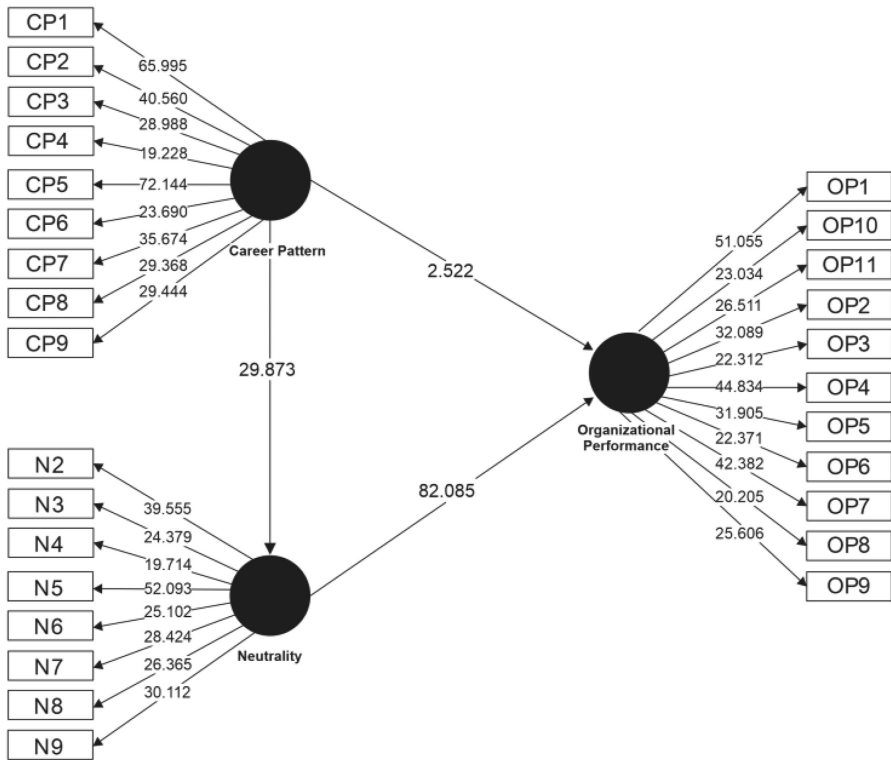 CP1
CP2
CP3
CP4
CP5
CP6
CP7
CP8
CP9
65.995
40.560
28.988
19.228
72.144
23.690
35.674
29.368
29.444
Career Pattern
2.522
29.873
82.085
N2
N3
N4
N5
N6
N7
N8
N9
39.555
24.379
19.714
52.093
25.102
28.424
26.365
30.112
Neutrality
Organizational
Performance
51.055
23.034
26.511
32.089
22.312
44.834
31.905
22.371
42.382
20.205
25.606
OP1
OP10
OP11
OP2
OP3
OP4
OP5
OP6
OP7
OP8
OP9